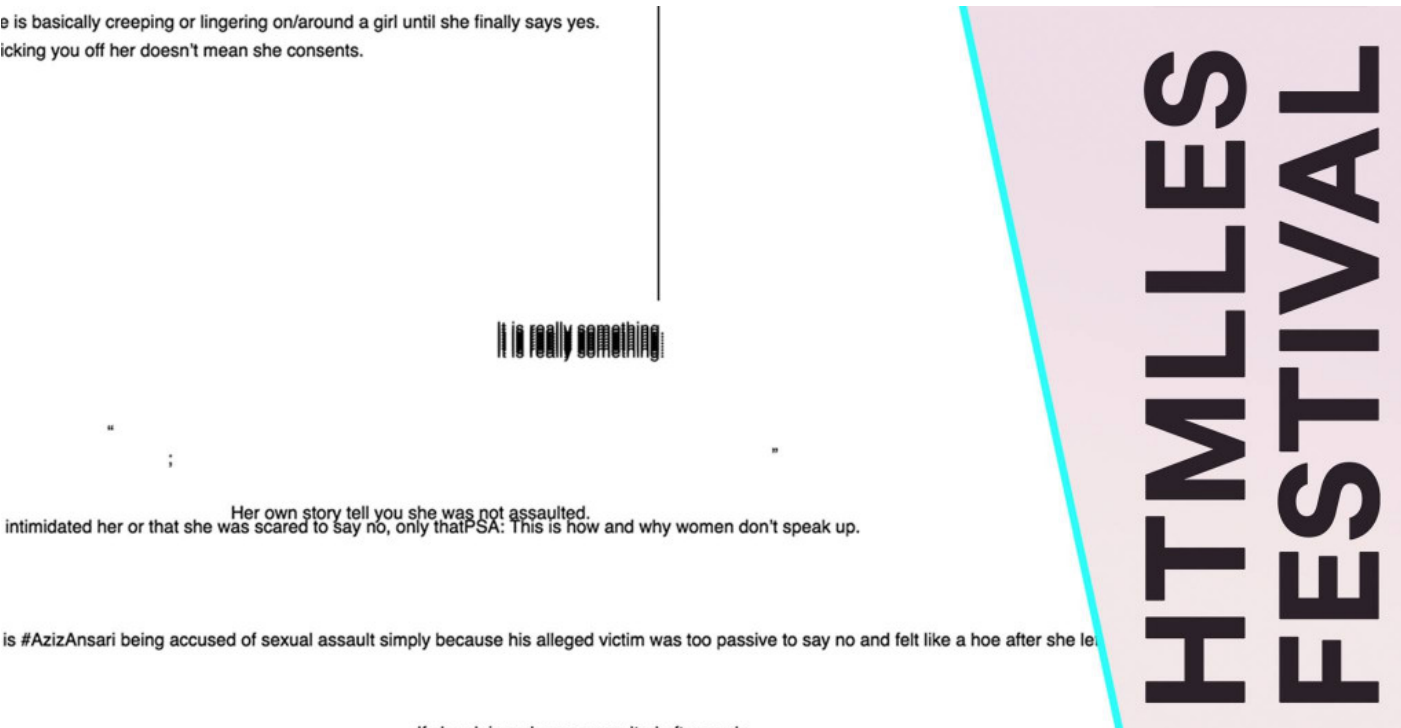 e is basically creeping or lingering on/around a girl until she finally says yes.
icking you off her doesn’t mean she consents.
It is really something.
“
”
;
Her own story tell you she was not assaulted.
intimidated her or that she was scared to say no, only thatPSA: This is how and why women don’t speak up.
is #AzizAnsari being accused of sexual assault simply because his alleged victim was too passive to say no and felt like a hoe after she le
HTMLLES
FESTIVAL